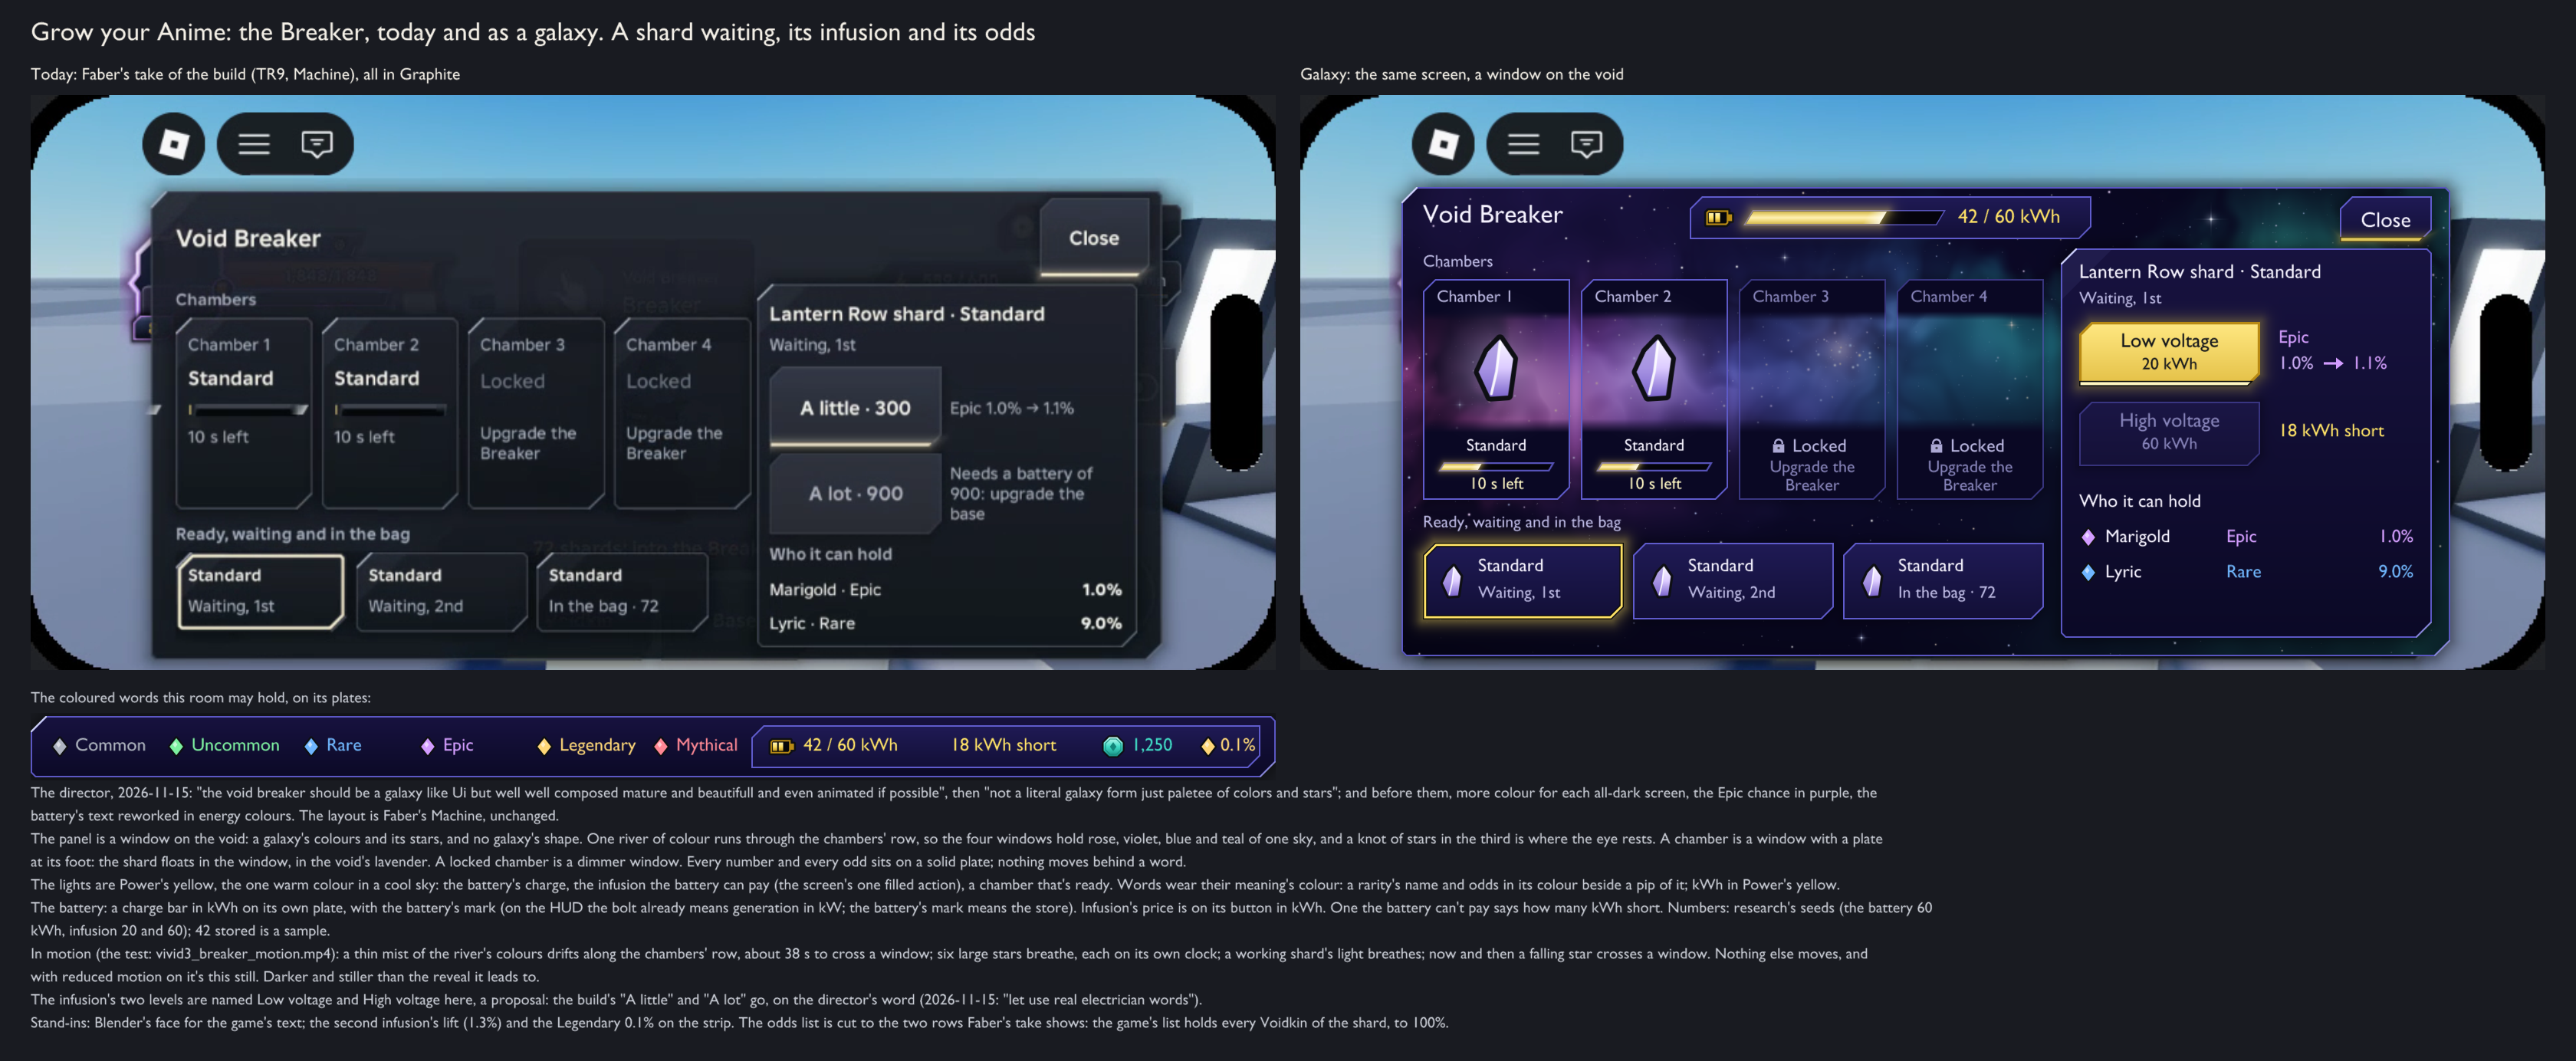 Grow your Anime: the Breaker, today and as a galaxy. A shard waiting, its infusion and its odds
Today: Faber's take of the build (TR9, Machine), all in Graphite
Void Breaker
Close
Chambers
Chamber 1
Standard
10 s left
Chamber 2
Standard
10 s left
Chamber 3
Locked
Upgrade the
Breaker
Chamber 4
Locked
Upgrade the
Breaker
Ready, waiting and in the bag
Standard
Waiting, 1st
Standard
Waiting, 2nd
Standard
In the bag · 72
Lantern Row shard · Standard
Waiting, 1st
A little · 300
Epic 1.0% → 1.1%
A lot · 900
Needs a battery of
900: upgrade the
base
Who it can hold
Marigold · Epic 1.0%
Lyric · Rare 9.0%
Galaxy: the same screen, a window on the void
Void Breaker
42 / 60 kWh
Close
Chambers
Chamber 1
Standard
10 s left
Chamber 2
Standard
10 s left
Chamber 3
Locked
Upgrade the
Breaker
Chamber 4
Locked
Upgrade the
Breaker
Ready, waiting and in the bag
Standard
Waiting, 1st
Standard
Waiting, 2nd
Standard
In the bag · 72
Lantern Row shard · Standard
Waiting, 1st
Low voltage
20 kWh
Epic
1.0% → 1.1%
High voltage
60 kWh
18 kWh short
Who it can hold
Marigold Epic 1.0%
Lyric Rare 9.0%
The coloured words this room may hold, on its plates:
Common Uncommon Rare Epic Legendary Mythical 42 / 60 kWh 18 kWh short 1,250 0.1%
The director, 2026-11-15: "the void breaker should be a galaxy like Ui but well well composed mature and beautifull and even animated if possible", then "not a literal galaxy form just paletee of colors and stars"; and before them, more colour for each all-dark screen, the Epic chance in purple, the
battery's text reworked in energy colours. The layout is Faber's Machine, unchanged.
The panel is a window on the void: a galaxy's colours and its stars, and no galaxy's shape. One river of colour runs through the chambers' row, so the four windows hold rose, violet, blue and teal of one sky, and a knot of stars in the third is where the eye rests. A chamber is a window with a plate
at its foot: the shard floats in the window, in the void's lavender. A locked chamber is a dimmer window. Every number and every odd sits on a solid plate; nothing moves behind a word.
The lights are Power's yellow, the one warm colour in a cool sky: the battery's charge, the infusion the battery can pay (the screen's one filled action), a chamber that's ready. Words wear their meaning's colour: a rarity's name and odds in its colour beside a pip of it; kWh in Power's yellow.
The battery: a charge bar in kWh on its own plate, with the battery's mark (on the HUD the bolt already means generation in kW; the battery's mark means the store). Infusion's price is on its button in kWh. One the battery can't pay says how many kWh short. Numbers: research's seeds (the battery 60
kWh, infusion 20 and 60); 42 stored is a sample.
In motion (the test: vivid3_breaker_motion.mp4): a thin mist of the river's colours drifts along the chambers' row, about 38 s to cross a window; six large stars breathe, each on its own clock; a working shard's light breathes; now and then a falling star crosses a window. Nothing else moves, and
with reduced motion on it's this still. Darker and stiller than the reveal it leads to.
The infusion's two levels are named Low voltage and High voltage here, a proposal: the build's "A little" and "A lot" go, on the director's word (2026-11-15: "let use real electrician words").
Stand-ins: Blender's face for the game's text; the second infusion's lift (1.3%) and the Legendary 0.1% on the strip. The odds list is cut to the two rows Faber's take shows: the game's list holds every Voidkin of the shard, to 100%.